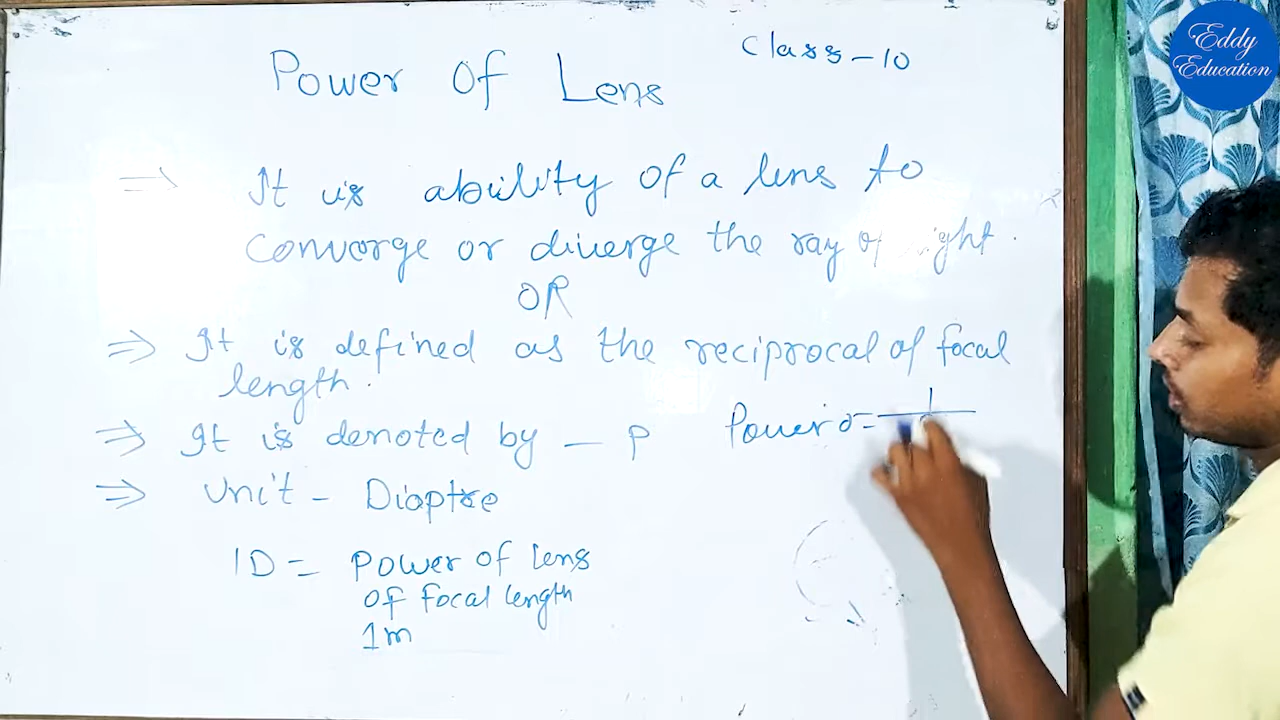 Class-10
Power Of Lens
⇒ It is ability of a lens to
converge or diverge the ray of light.
OR
⇒ It is defined as the reciprocal of focal
length.
⇒ It is denoted by — P
Power = 1
⇒ Unit - Dioptre
1D = Power of lens
of focal length
1m
Eddy
Education